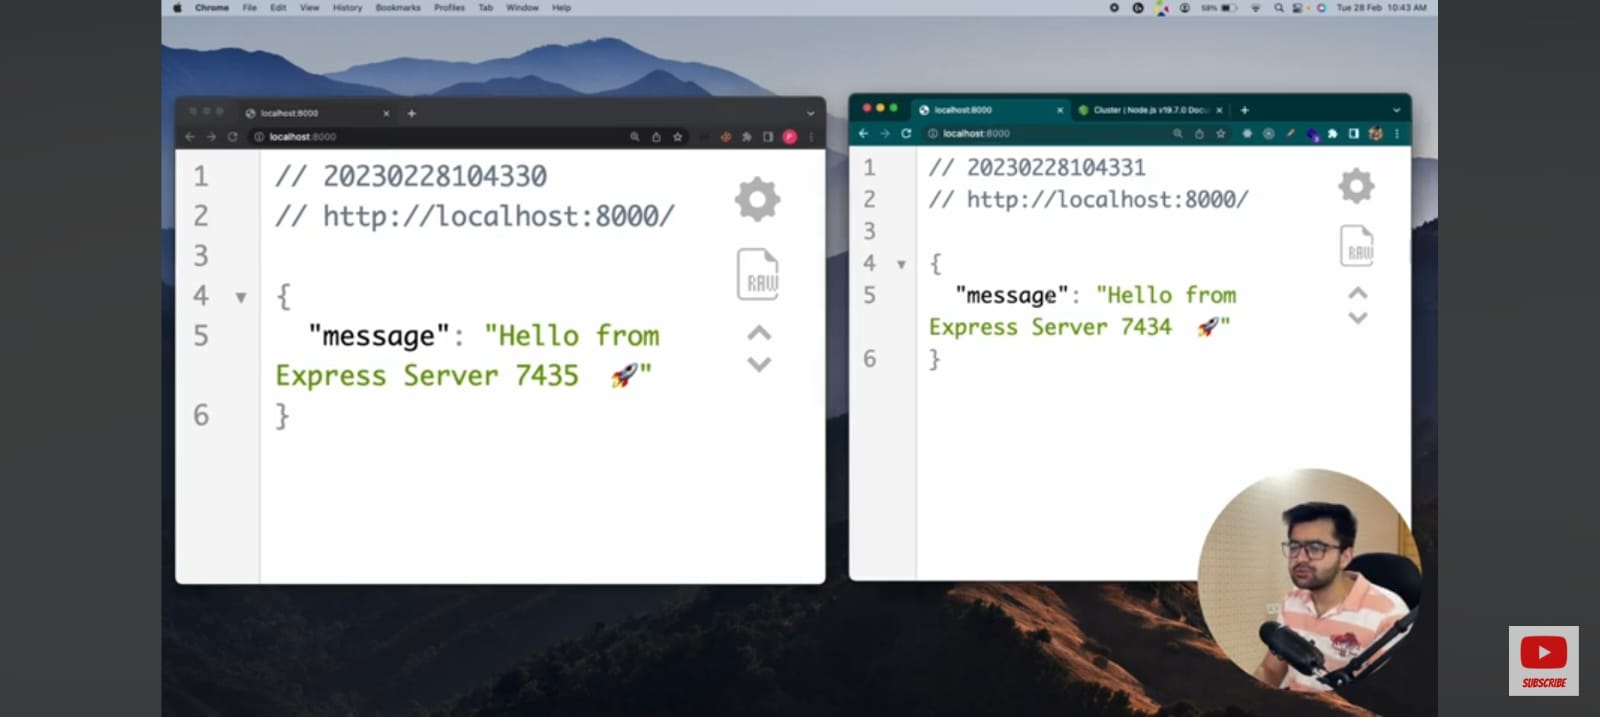 Chrome File Edit View History Bookmarks Profiles Tab Window Help
58% Tue 28 Feb 10:43 AM
localhost:8000
localhost:8000
1 // 20230228104330
2 // http://localhost:8000/
3
4 {
5 "message": "Hello from
Express Server 7435 🚀"
6 }
localhost:8000
Cluster | Node.js v19.7.0 Docu
localhost:8000
1 // 20230228104331
2 // http://localhost:8000/
3
4 {
5 "message": "Hello from
Express Server 7434 🚀"
6 }
RAW
RAW
SUBSCRIBE